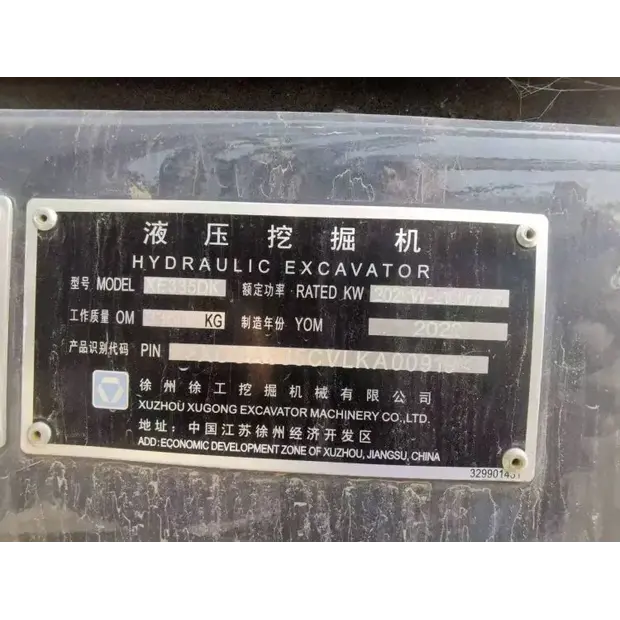 液压挖掘机
HYDRAULIC EXCAVATOR
型号 MODEL XE335DK 额定功率 RATED KW
工作质量 OM KG 制造年份 YOM
产品识别代码 PIN
徐州徐工挖掘机械有限公司
XUZHOU XUGONG EXCAVATOR MACHINERY CO.,LTD.
地址: 中国江苏徐州经济开发区
ADD:ECONOMIC DEVELOPMENT ZONE OF XUZHOU, JIANGSU, CHINA